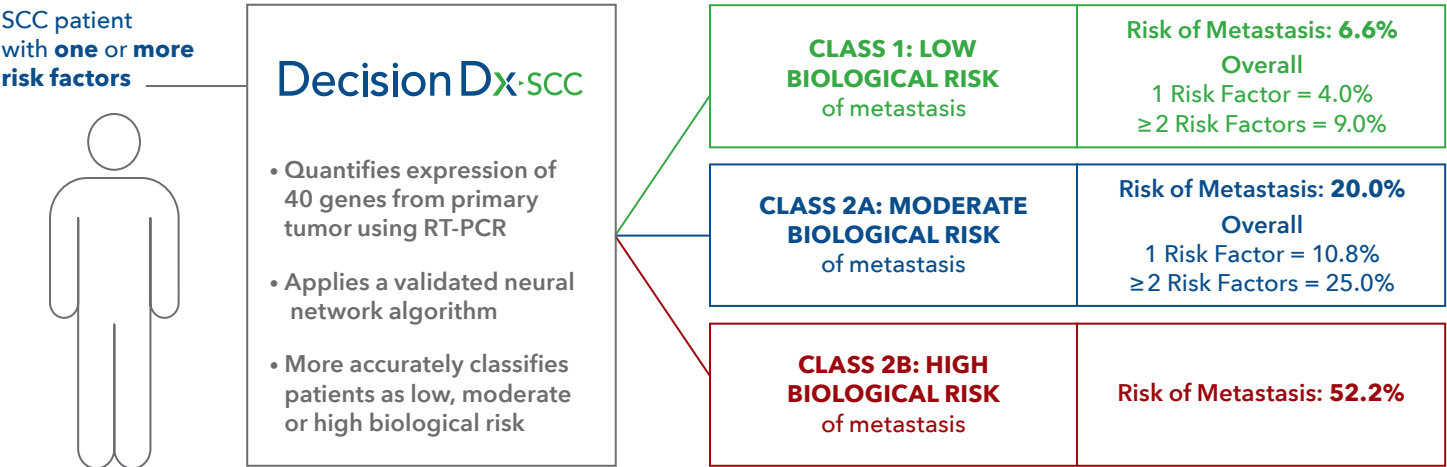 SCC patient
with one or more
risk factors
DecisionDx·SCC
• Quantifies expression of
40 genes from primary
tumor using RT-PCR
• Applies a validated neural
network algorithm
• More accurately classifies
patients as low, moderate
or high biological risk
CLASS 1: LOW
BIOLOGICAL RISK
of metastasis
Risk of Metastasis: 6.6%
Overall
1 Risk Factor = 4.0%
≥2 Risk Factors = 9.0%
CLASS 2A: MODERATE
BIOLOGICAL RISK
of metastasis
Risk of Metastasis: 20.0%
Overall
1 Risk Factor = 10.8%
≥2 Risk Factors = 25.0%
CLASS 2B: HIGH
BIOLOGICAL RISK
of metastasis
Risk of Metastasis: 52.2%